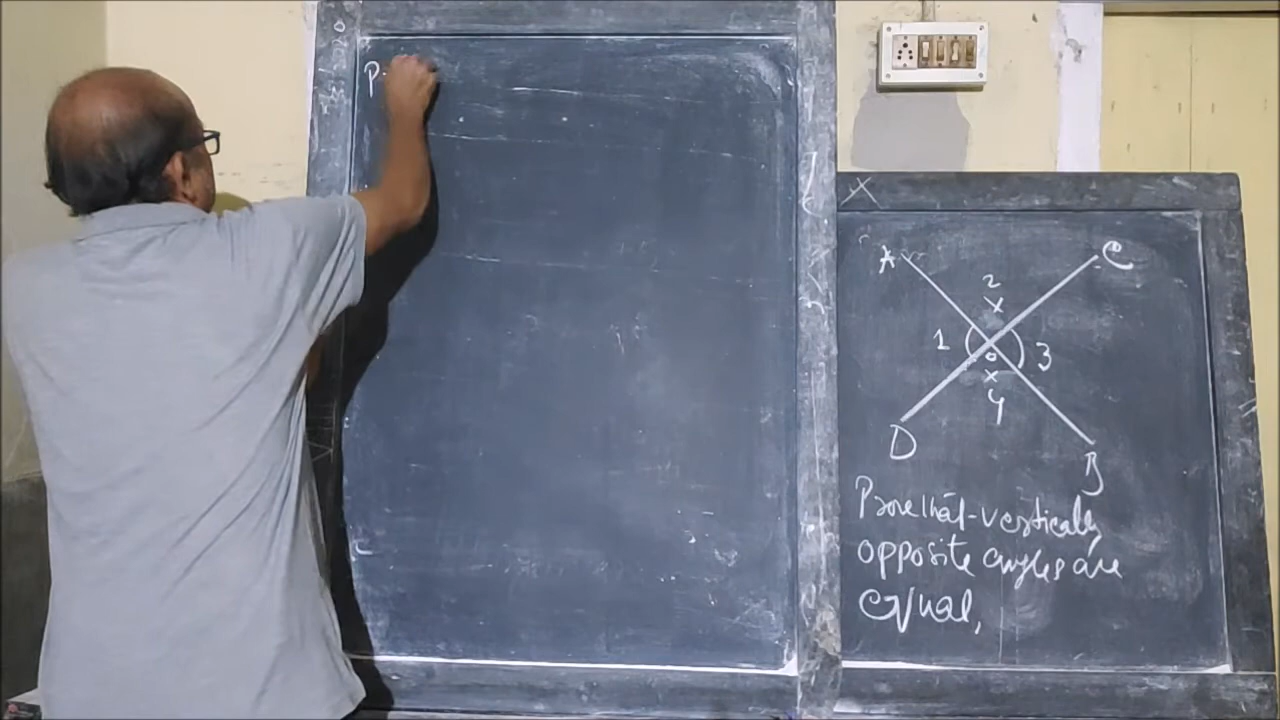 P
A
C
2
1
3
o
4
D
B
Prove that vertically
opposite angles are
equal,